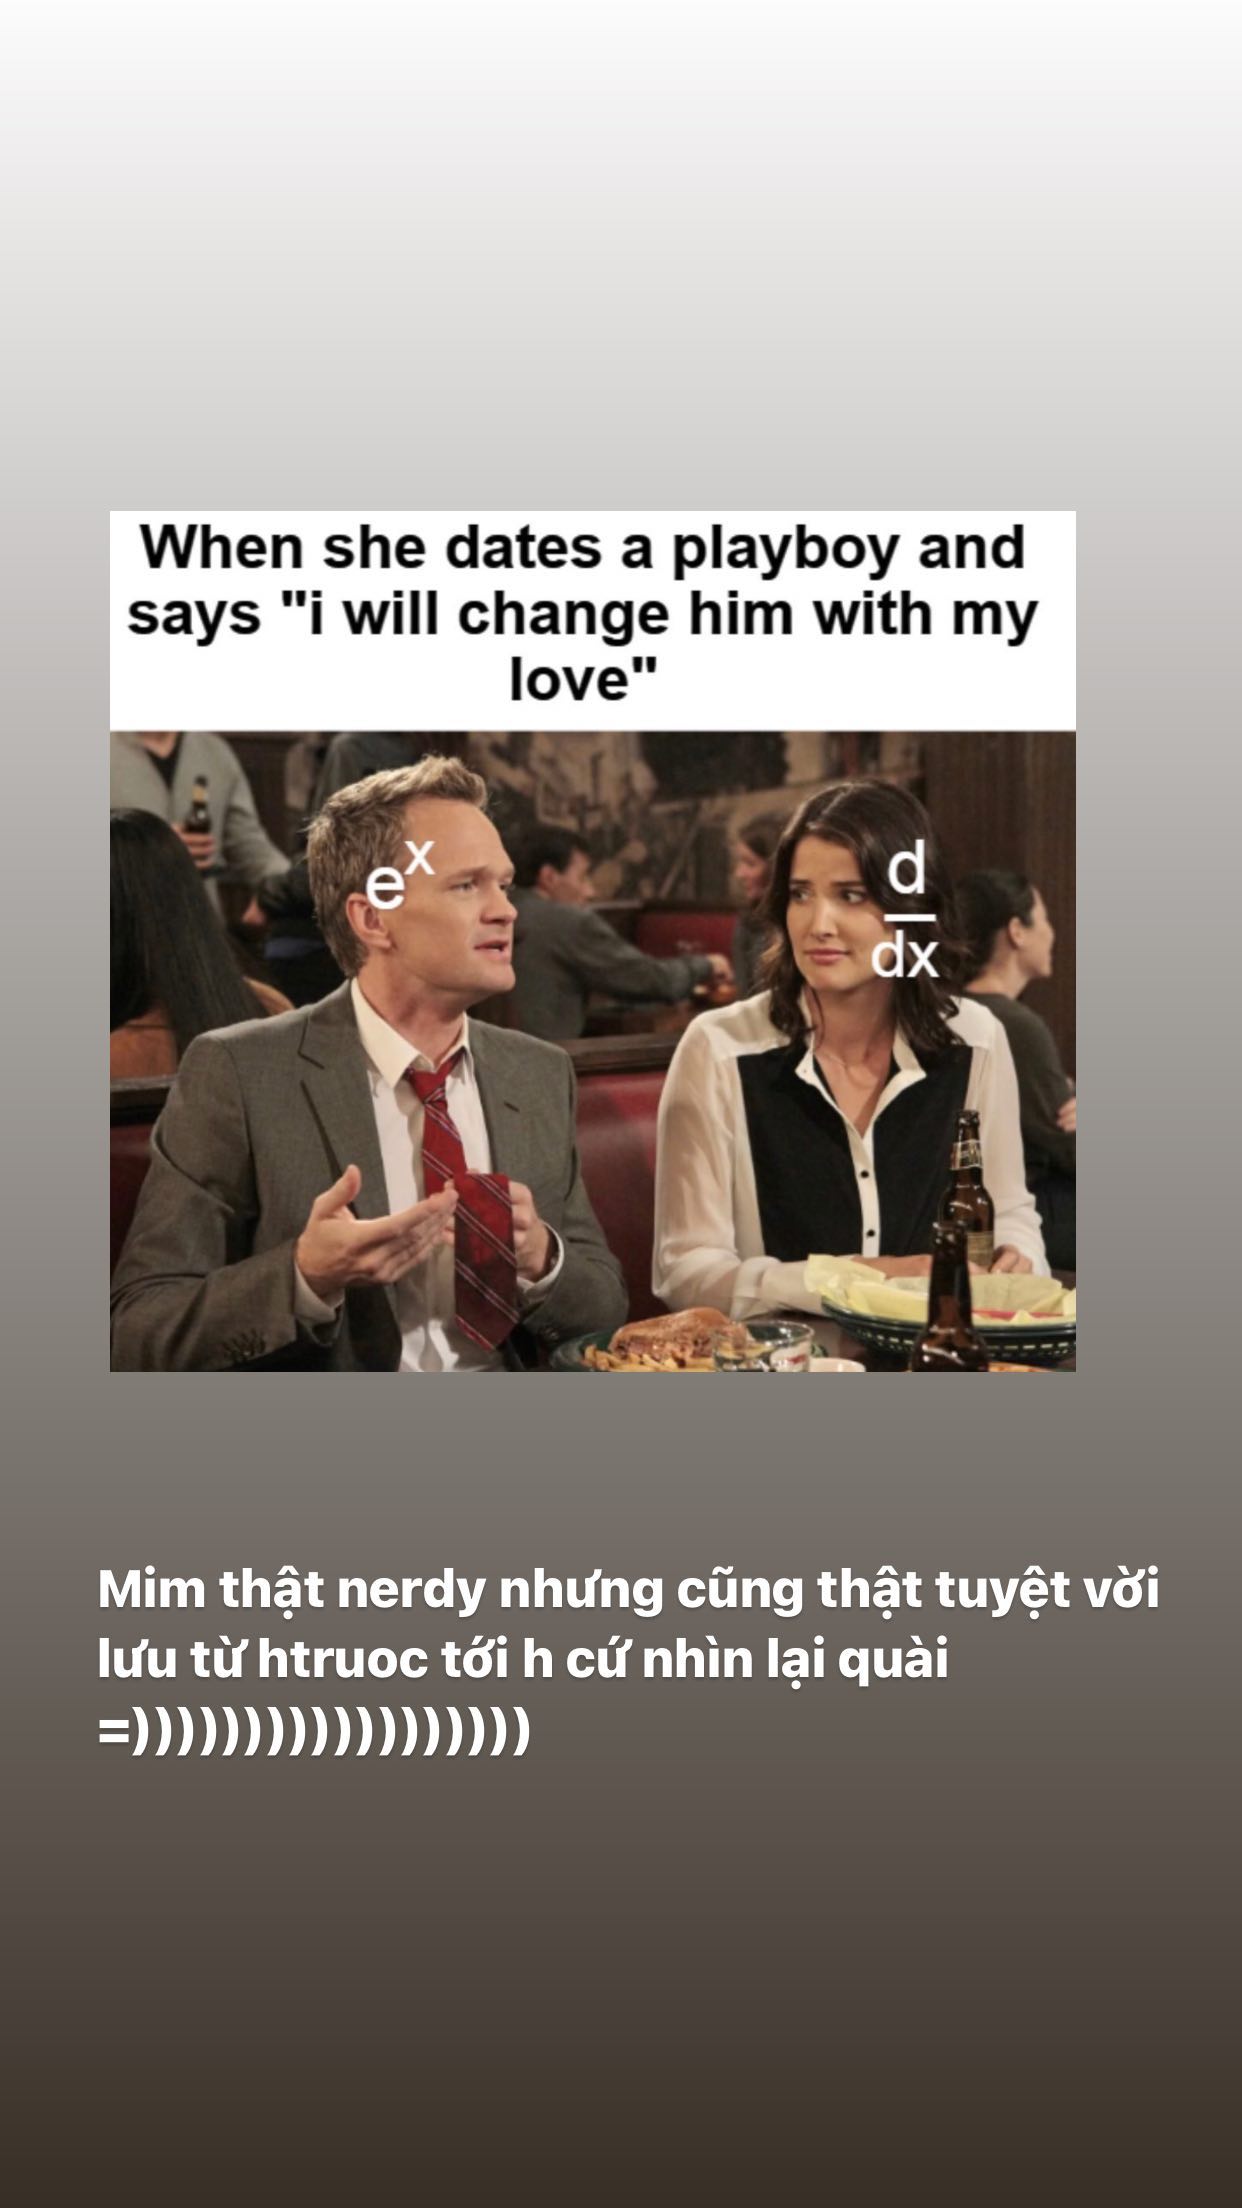 When she dates a playboy and
says "i will change him with my
love"
e^x
d
dx
Mim thật nerdy nhưng cũng thật tuyệt vời
lưu từ htruoc tới h cứ nhìn lại quài
=))))))))))))))))))